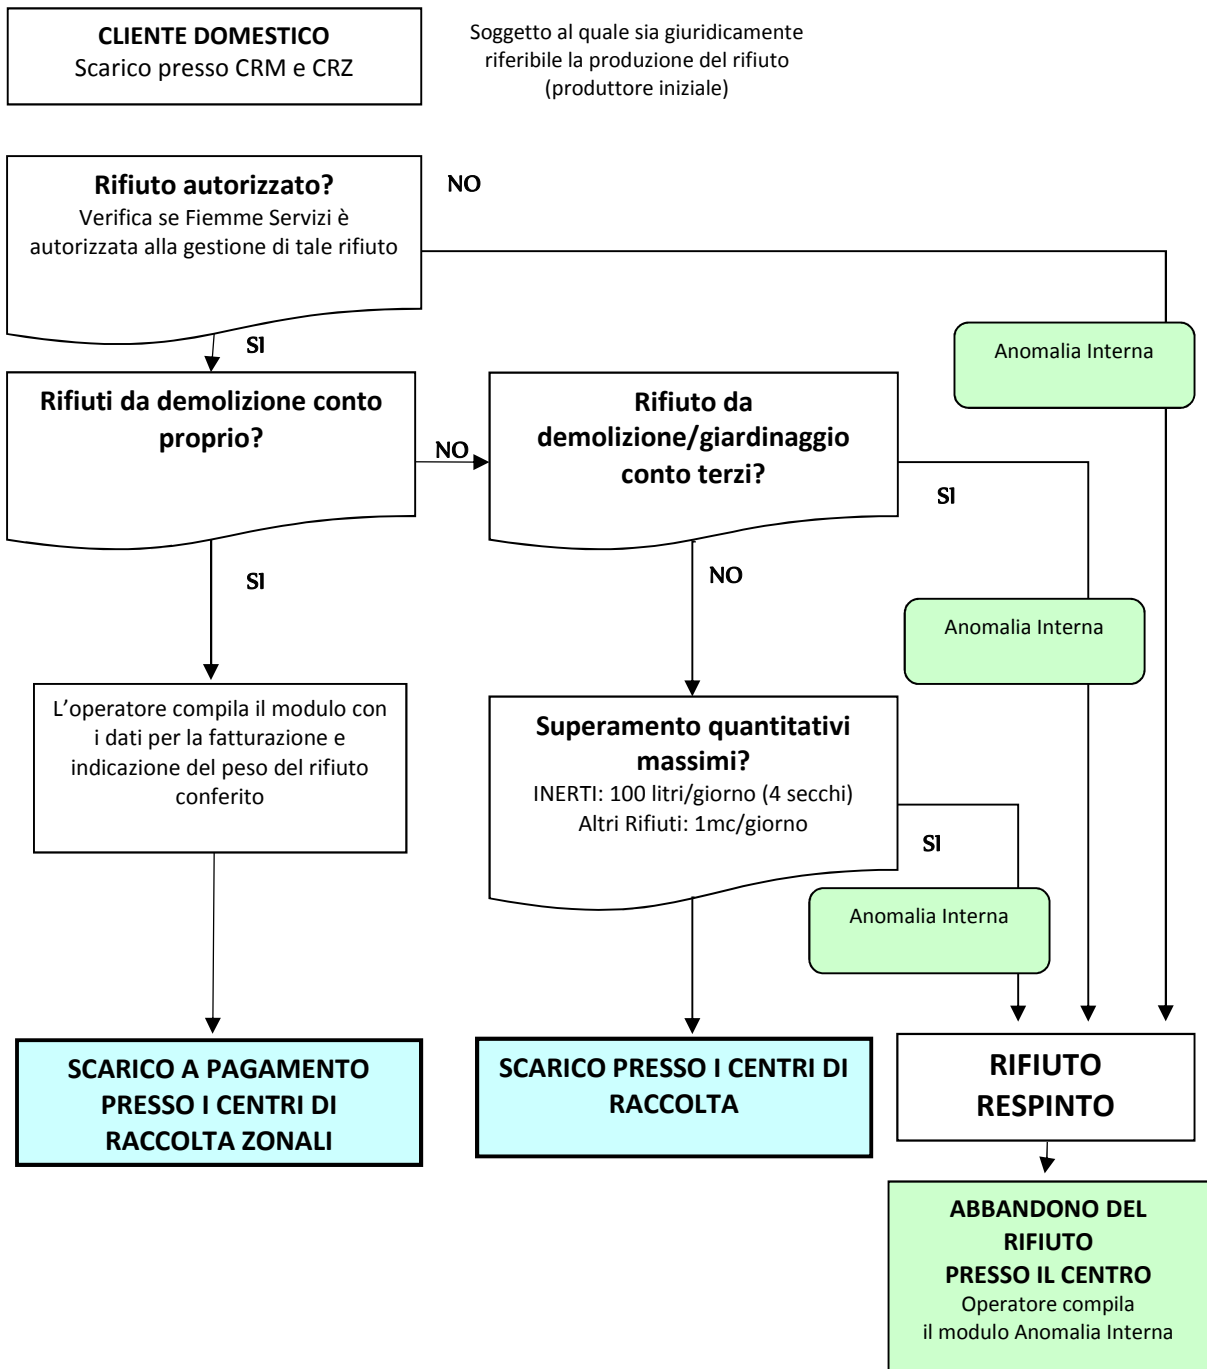 CLIENTE DOMESTICO
Scarico presso CRM e CRZ
Soggetto al quale sia giuridicamente
riferibile la produzione del rifiuto
(produttore iniziale)
Rifiuto autorizzato?
Verifica se Fiemme Servizi è
autorizzata alla gestione di tale rifiuto
NO
SI
Anomalia Interna
Rifiuti da demolizione conto
proprio?
NO
Rifiuto da
demolizione/giardinaggio
conto terzi?
SI
SI
NO
Anomalia Interna
L'operatore compila il modulo con
i dati per la fatturazione e
indicazione del peso del rifiuto
conferito
Superamento quantitativi
massimi?
INERTI: 100 litri/giorno (4 secchi)
Altri Rifiuti: 1mc/giorno
SI
Anomalia Interna
SCARICO A PAGAMENTO
PRESSO I CENTRI DI
RACCOLTA ZONALI
SCARICO PRESSO I CENTRI DI
RACCOLTA
RIFIUTO
RESPINTO
ABBANDONO DEL
RIFIUTO
PRESSO IL CENTRO
Operatore compila
il modulo Anomalia Interna